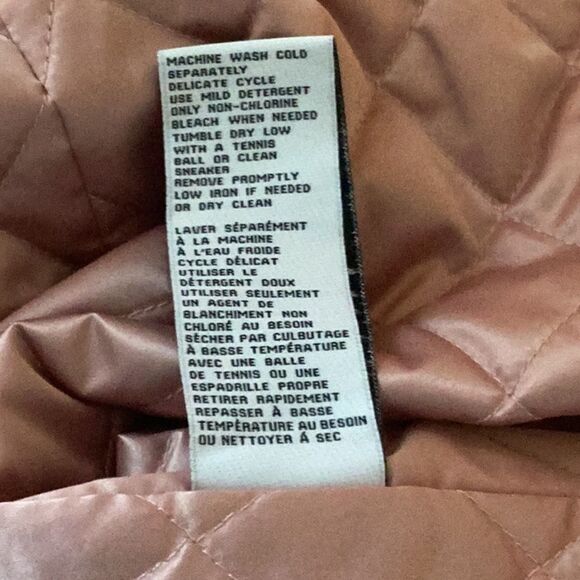 MACHINE WASH COLD
SEPARATELY
DELICATE CYCLE
USE MILD DETERGENT
ONLY NON-CHLORINE
BLEACH WHEN NEEDED
TUMBLE DRY LOW
WITH A TENNIS
BALL OR CLEAN
SNEAKER
REMOVE PROMPTLY
LOW IRON IF NEEDED
OR DRY CLEAN
LAVER SÉPARÉMENT
À LA MACHINE
À L'EAU FROIDE
CYCLE DÉLICAT
UTILISER LE
DÉTERGENT DOUX
UTILISER SEULEMENT
UN AGENT DE
BLANCHIMENT NON
CHLORÉ AU BESOIN
SÉCHER PAR CULBUTAGE
À BASSE TEMPÉRATURE
AVEC UNE BALLE
DE TENNIS OU UNE
ESPADRILLE PROPRE
RETIRER RAPIDEMENT
REPASSER À BASSE
TEMPÉRATURE AU BESOIN
OU NETTOYER À SEC